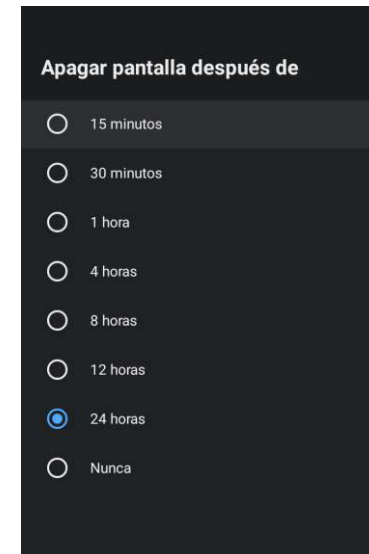 Apagar pantalla después de
15 minutos
30 minutos
1 hora
4 horas
8 horas
12 horas
24 horas
Nunca